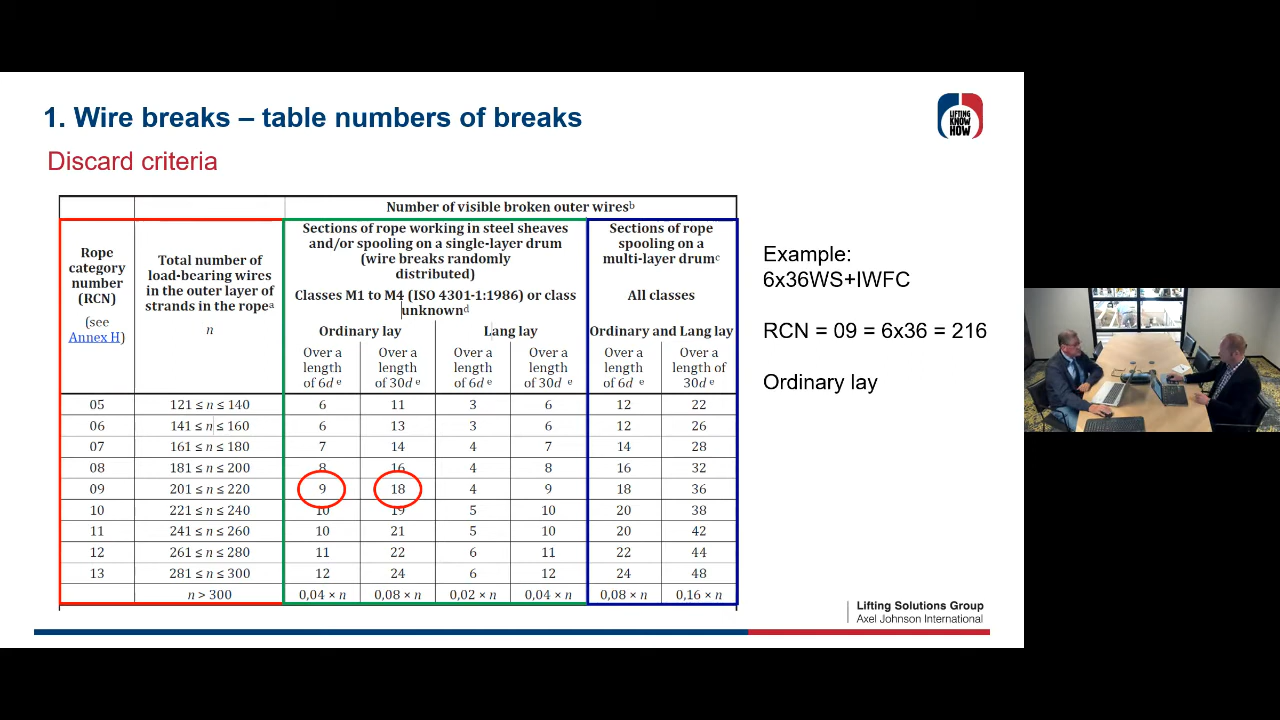 1. Wire breaks – table numbers of breaks
LIFTING
KNOW
HOW
Discard criteria
Number of visible broken outer wiresb
Rope
category
number
(RCN)
(see
Annex H)
Total number of
load-bearing wires
in the outer layer of
strands in the ropea
n
Sections of rope working in steel sheaves
and/or spooling on a single-layer drum
(wire breaks randomly
distributed)
Sections of rope
spooling on a
multi-layer drumc
Classes M1 to M4 (ISO 4301-1:1986) or class
unknownd
All classes
Ordinary lay Lang lay Ordinary and Lang lay
Over a
length
of 6d e
Over a
length
of 30d e
Over a
length
of 6d e
Over a
length
of 30d e
Over a
length
of 6d e
Over a
length of
30d e
05 121 ≤ n ≤ 140 6 11 3 6 12 22
06 141 ≤ n ≤ 160 6 13 3 6 12 26
07 161 ≤ n ≤ 180 7 14 4 7 14 28
08 181 ≤ n ≤ 200 8 16 4 8 16 32
09 201 ≤ n ≤ 220 9 18 4 9 18 36
10 221 ≤ n ≤ 240 10 19 5 10 20 38
11 241 ≤ n ≤ 260 10 21 5 10 20 42
12 261 ≤ n ≤ 280 11 22 6 11 22 44
13 281 ≤ n ≤ 300 12 24 6 12 24 48
n > 300 0,04 × n 0,08 × n 0,02 × n 0,04 × n 0,08 × n 0,16 × n
Example:
6x36WS+IWFC
RCN = 09 = 6x36 = 216
Ordinary lay
Lifting Solutions Group
Axel Johnson International